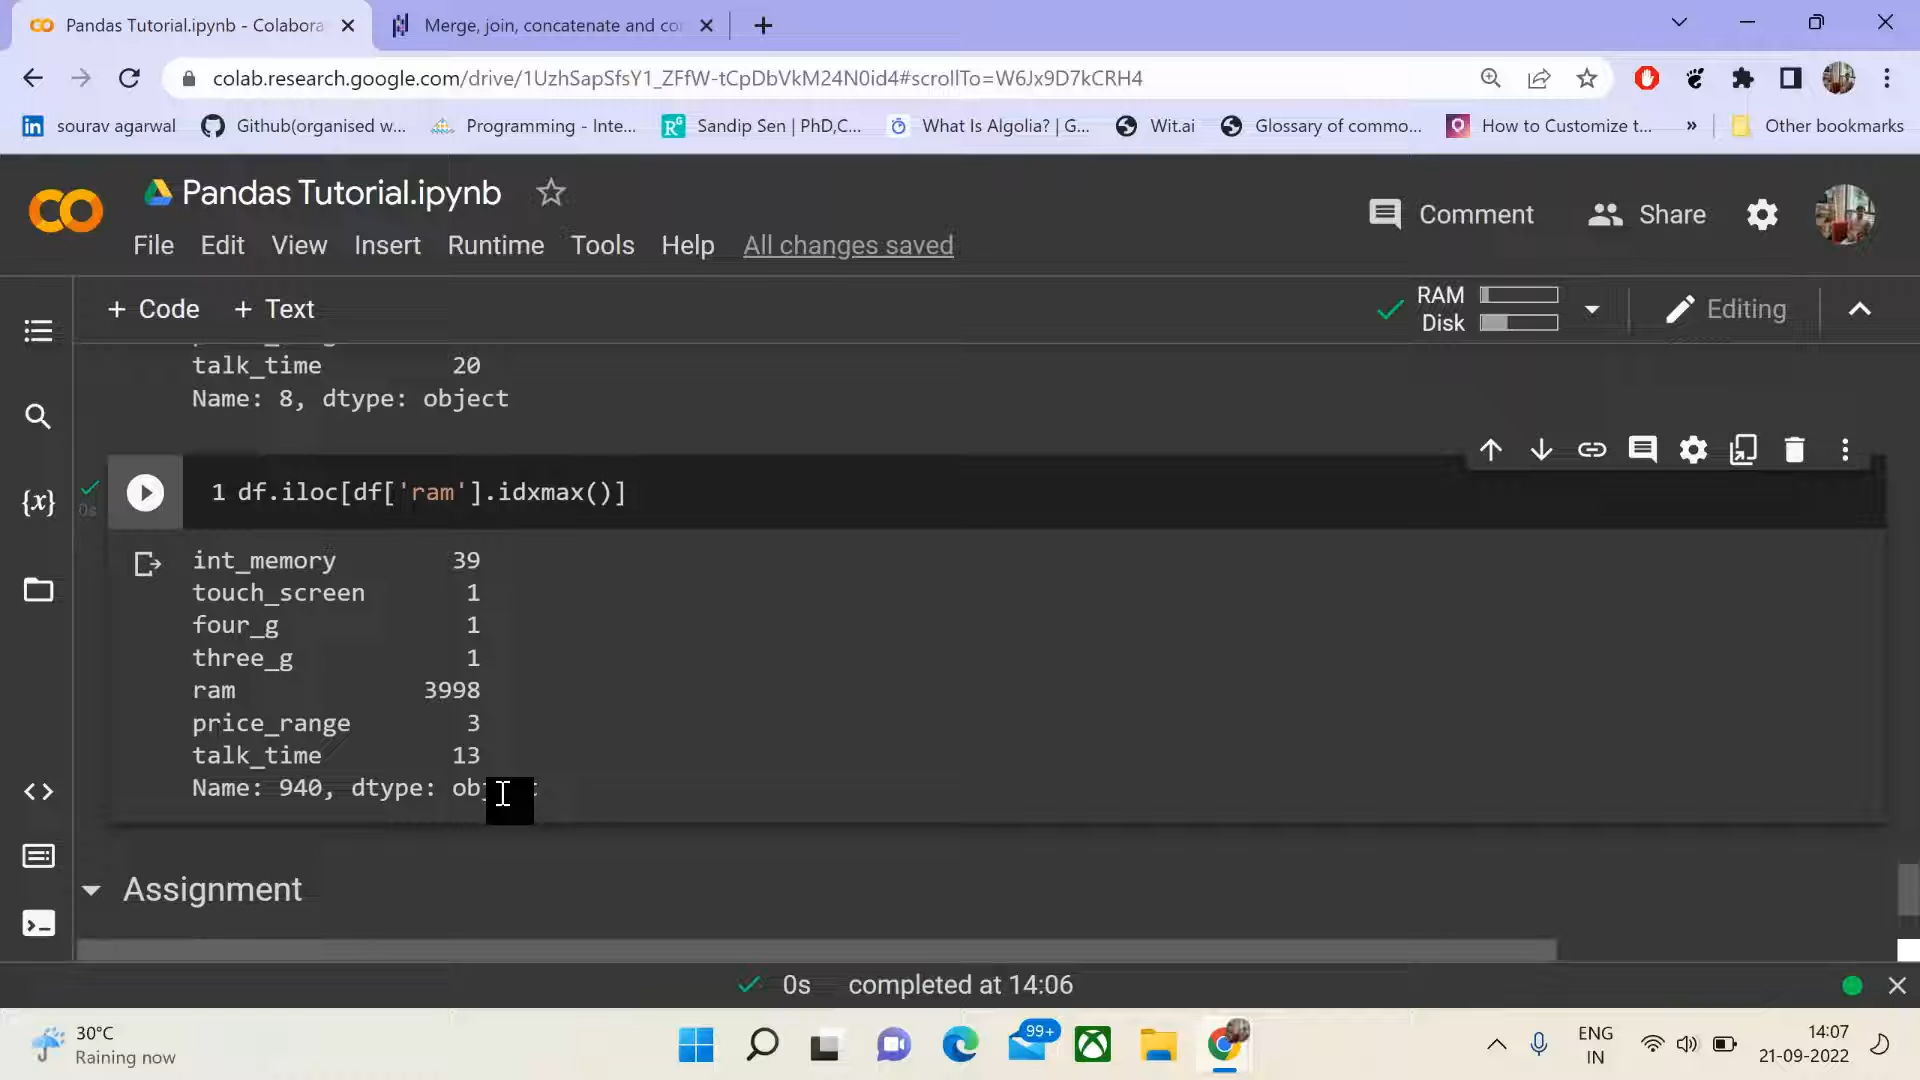 Pandas Tutorial.ipynb - Colabora
Merge, join, concatenate and co
colab.research.google.com/drive/1UzhSapSfsY1_ZFfW-tCpDbVkM24N0id4#scrollTo=W6Jx9D7kCRH4
sourav agarwal
Github(organised w...
Programming - Inte...
Sandip Sen | PhD,C...
What Is Algolia? | G...
Wit.ai
Glossary of commo...
How to Customize t...
»
Other bookmarks
Pandas Tutorial.ipynb
Comment
Share
File Edit View Insert Runtime Tools Help All changes saved
+ Code + Text
RAM
Disk
Editing
talk_time 20
Name: 8, dtype: object
0s
1 df.iloc[df['ram'].idxmax()]
int_memory 39
touch_screen 1
four_g 1
three_g 1
ram 3998
price_range 3
talk_time 13
Name: 940, dtype:
Assignment
0s completed at 14:06
30°C
Raining now
99+
ENG
IN
14:07
21-09-2022